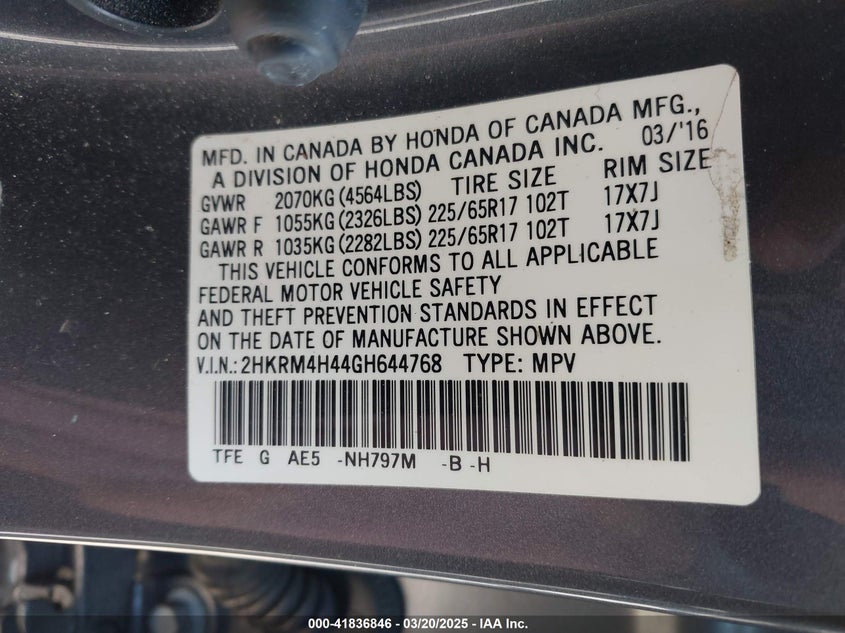 MFD. IN CANADA BY HONDA OF CANADA MFG.,
A DIVISION OF HONDA CANADA INC. 03/'16
GVWR 2070KG(4564LBS) TIRE SIZE RIM SIZE
GAWR F 1055KG(2326LBS) 225/65R17 102T 17X7J
GAWR R 1035KG(2282LBS) 225/65R17 102T 17X7J
THIS VEHICLE CONFORMS TO ALL APPLICABLE
FEDERAL MOTOR VEHICLE SAFETY
AND THEFT PREVENTION STANDARDS IN EFFECT
ON THE DATE OF MANUFACTURE SHOWN ABOVE.
V.I.N.: 2HKRM4H44GH644768 TYPE: MPV
TFE G AE5 -NH797M -B -H
000-41836846 / 03/20/2025 - IAA Inc.